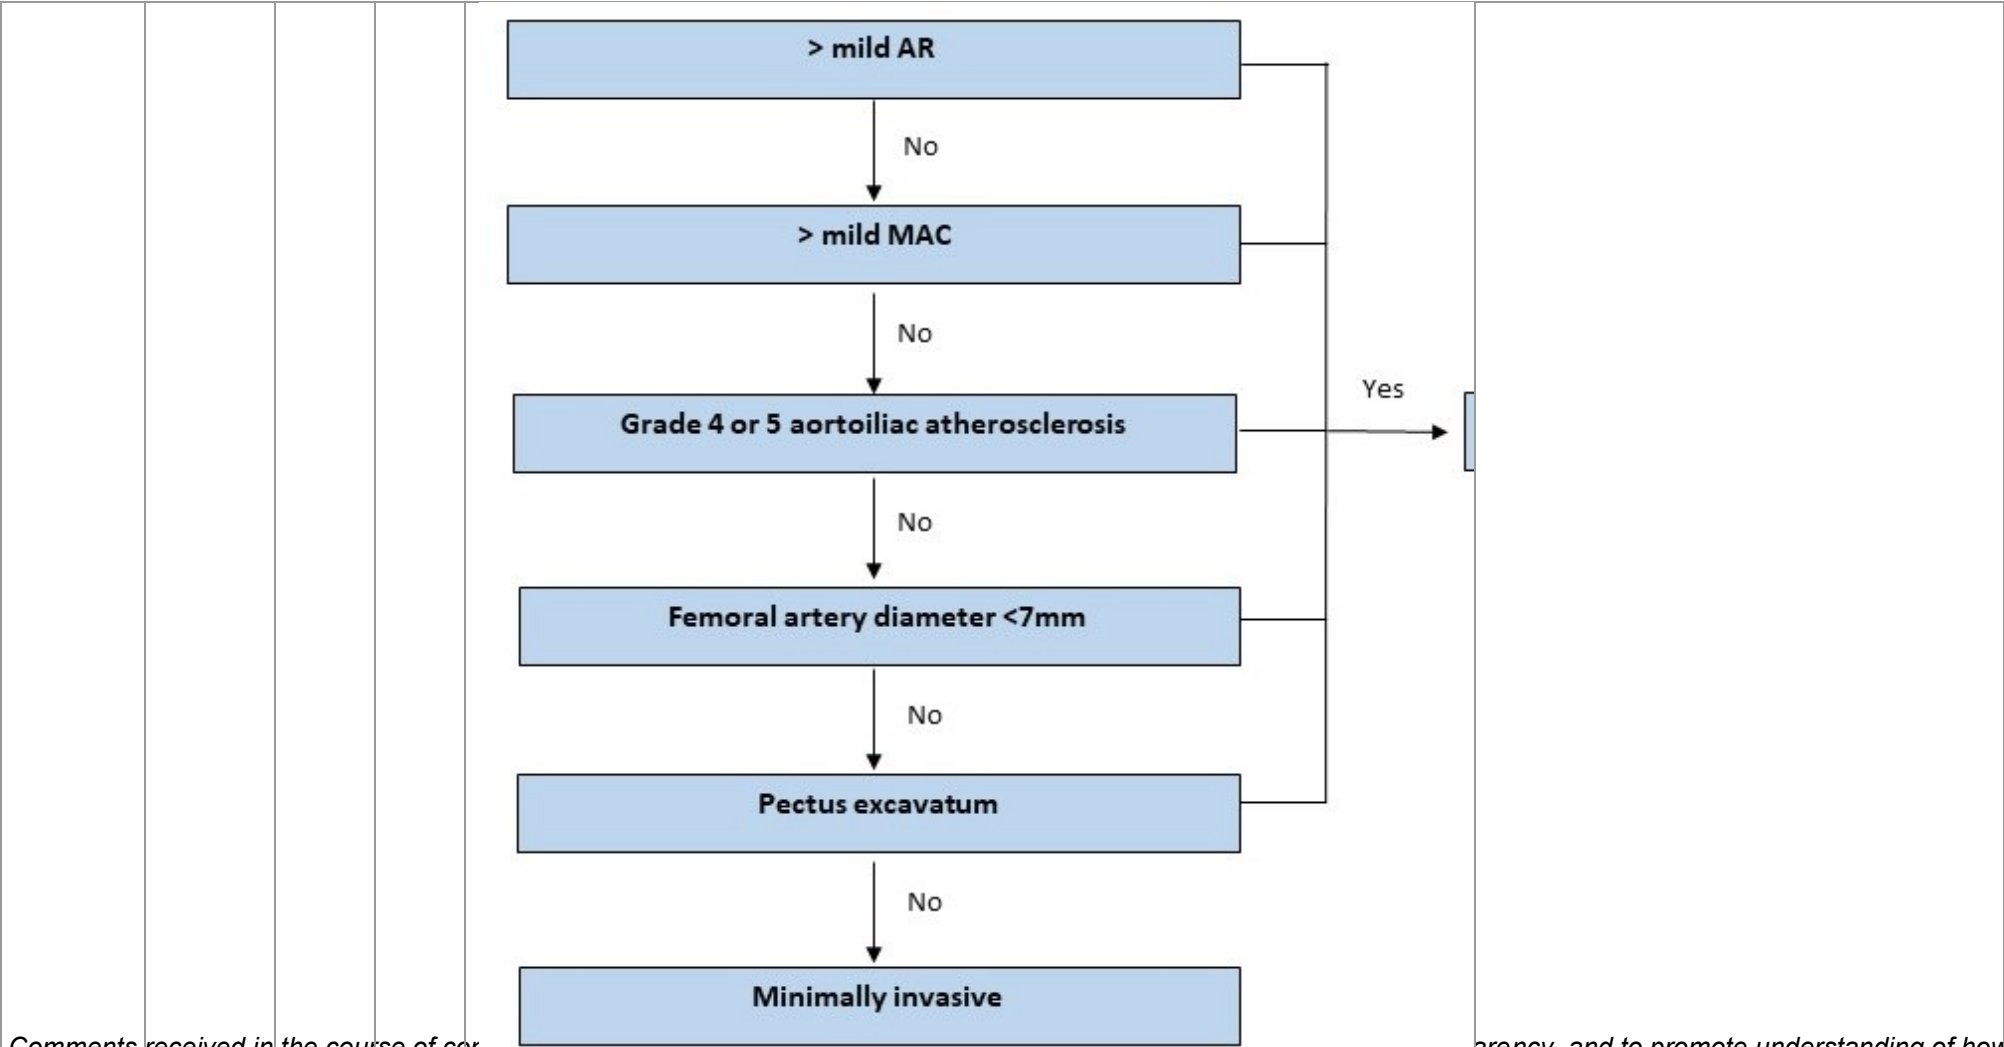 > mild AR
No
> mild MAC
No
Yes
Grade 4 or 5 aortoiliac atherosclerosis
No
Femoral artery diameter <7mm
No
Pectus excavatum
No
Minimally invasive
Comments received in the course of
and to promote understanding of how